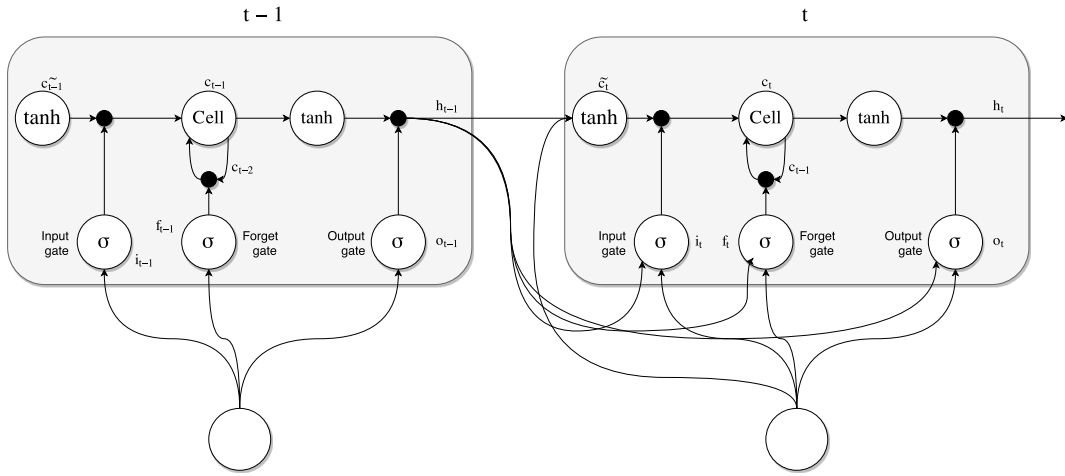 t − 1
t
c̃t−1
ct−1
ht−1
tanh
Cell
tanh
ct−2
ft−1
Input
gate
σ
it−1
σ
Forget
gate
Output
gate
σ
ot−1
c̃t
ct
ht
tanh
Cell
tanh
ct−1
Input
gate
σ
it
ft
σ
Forget
gate
Output
gate
σ
ot